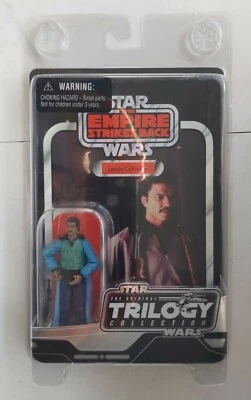 WARNING:
CHOKING HAZARD - Small parts.
Not for children under 3 years.
STAR
THE
EMPIRE
STRIKES BACK
WARS
Lando Calrissian
STAR
THE ORIGINAL
TRILOGY
COLLECTION
WARS